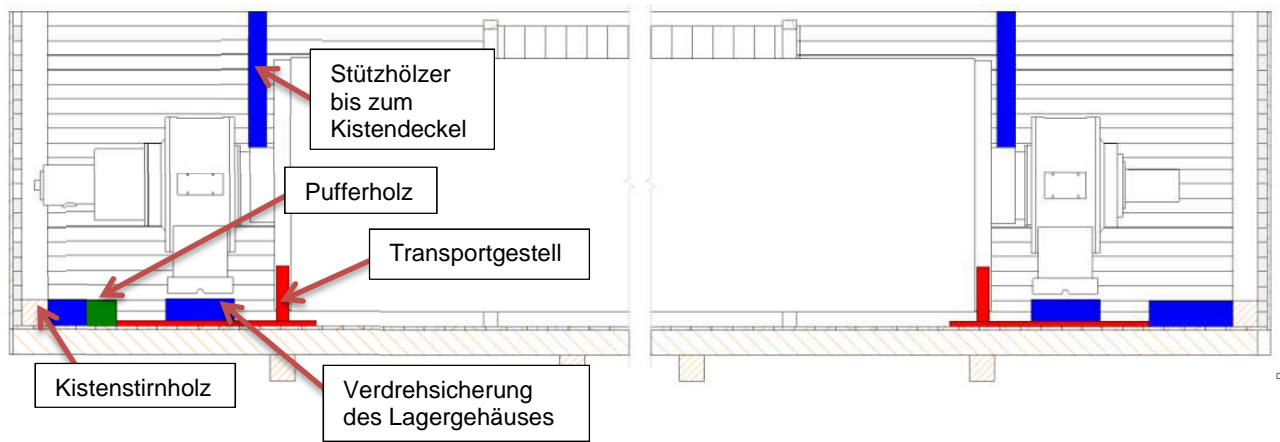 Stützhölzer
bis zum
Kistendeckel
Pufferholz
Transportgestell
Kistenstirnholz
Verdrehsicherung
des Lagergehäuses